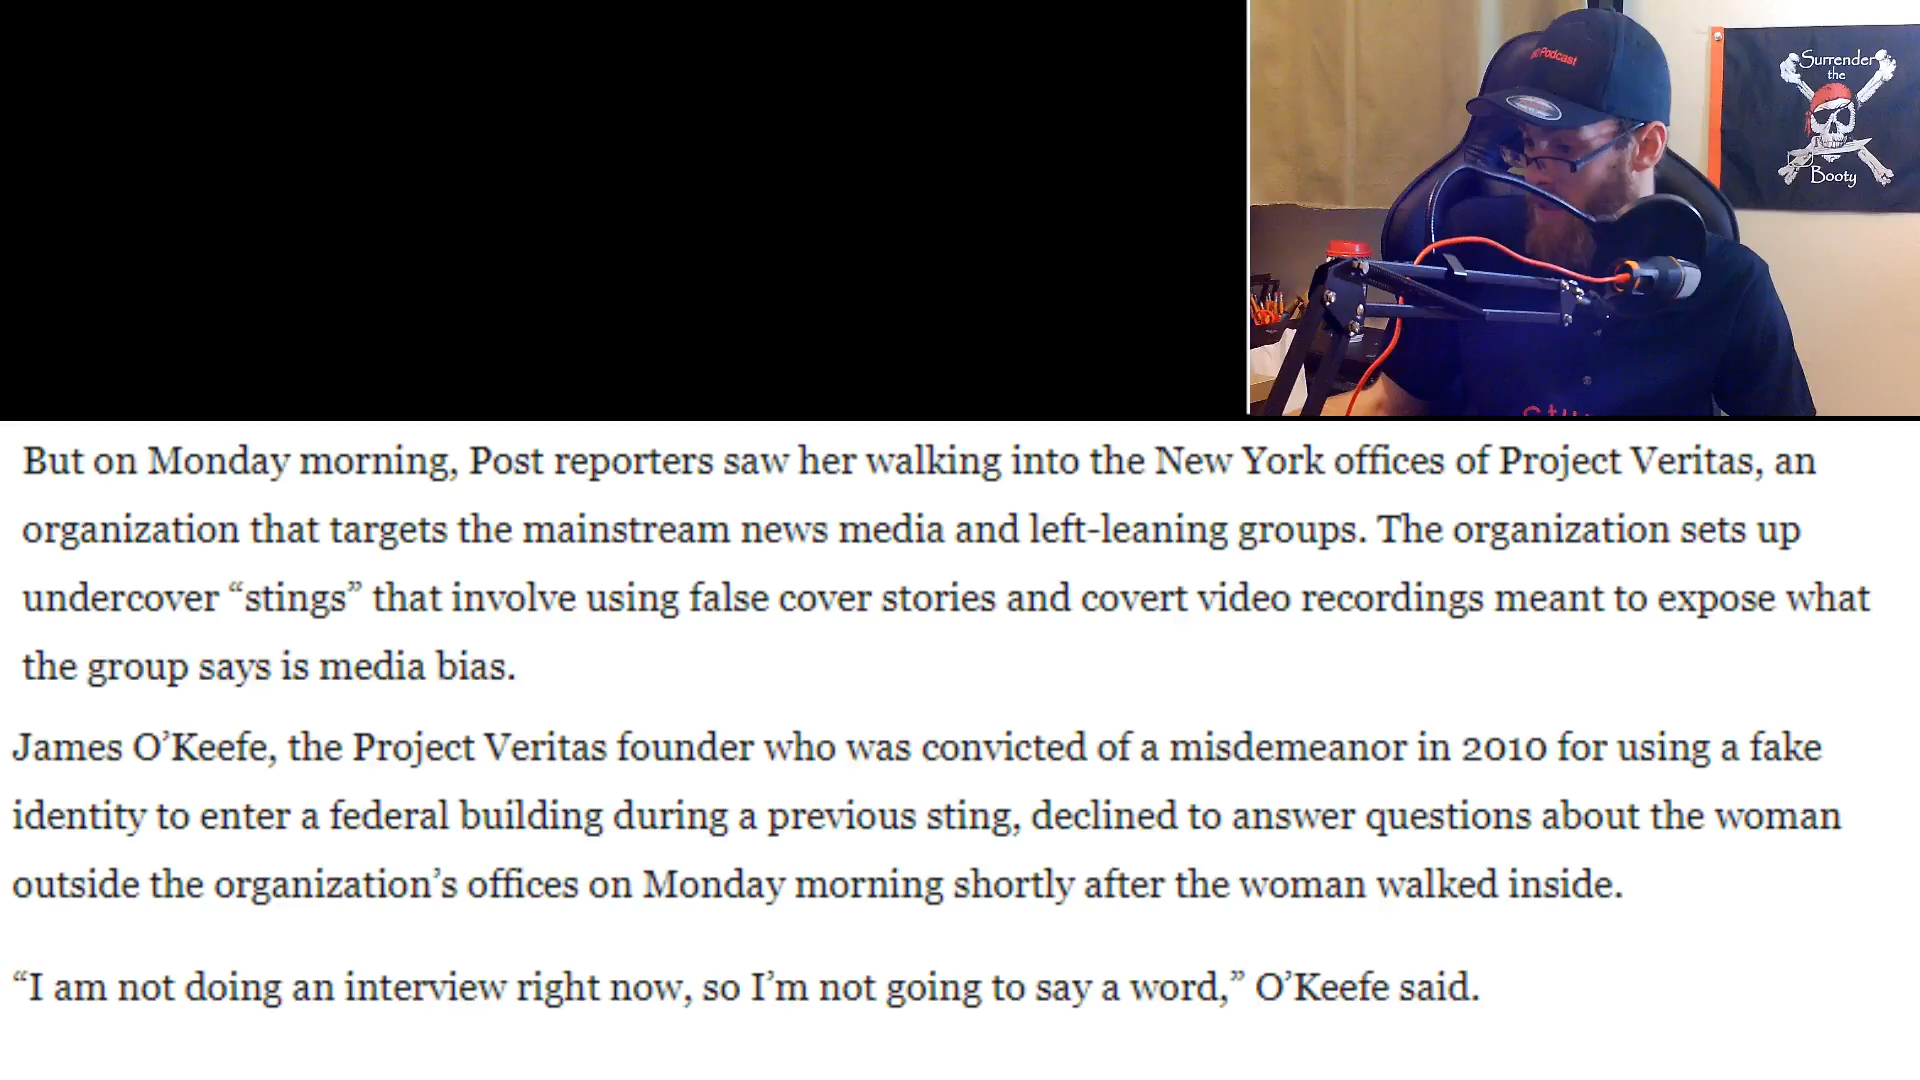 Podcast
Surrender
the
Booty
But on Monday morning, Post reporters saw her walking into the New York offices of Project Veritas, an
organization that targets the mainstream news media and left-leaning groups. The organization sets up
undercover “stings” that involve using false cover stories and covert video recordings meant to expose what
the group says is media bias.
James O’Keefe, the Project Veritas founder who was convicted of a misdemeanor in 2010 for using a fake
identity to enter a federal building during a previous sting, declined to answer questions about the woman
outside the organization’s offices on Monday morning shortly after the woman walked inside.
“I am not doing an interview right now, so I’m not going to say a word,” O’Keefe said.